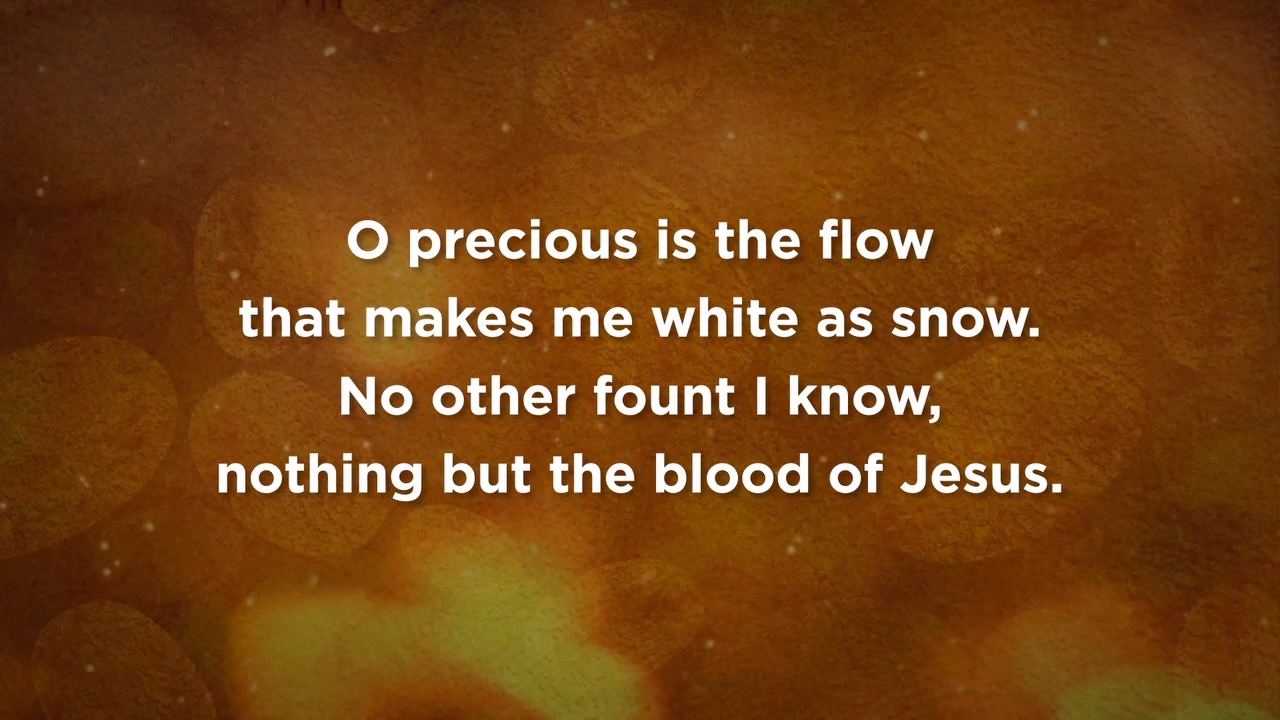 O precious is the flow
that makes me white as snow.
No other fount I know,
nothing but the blood of Jesus.